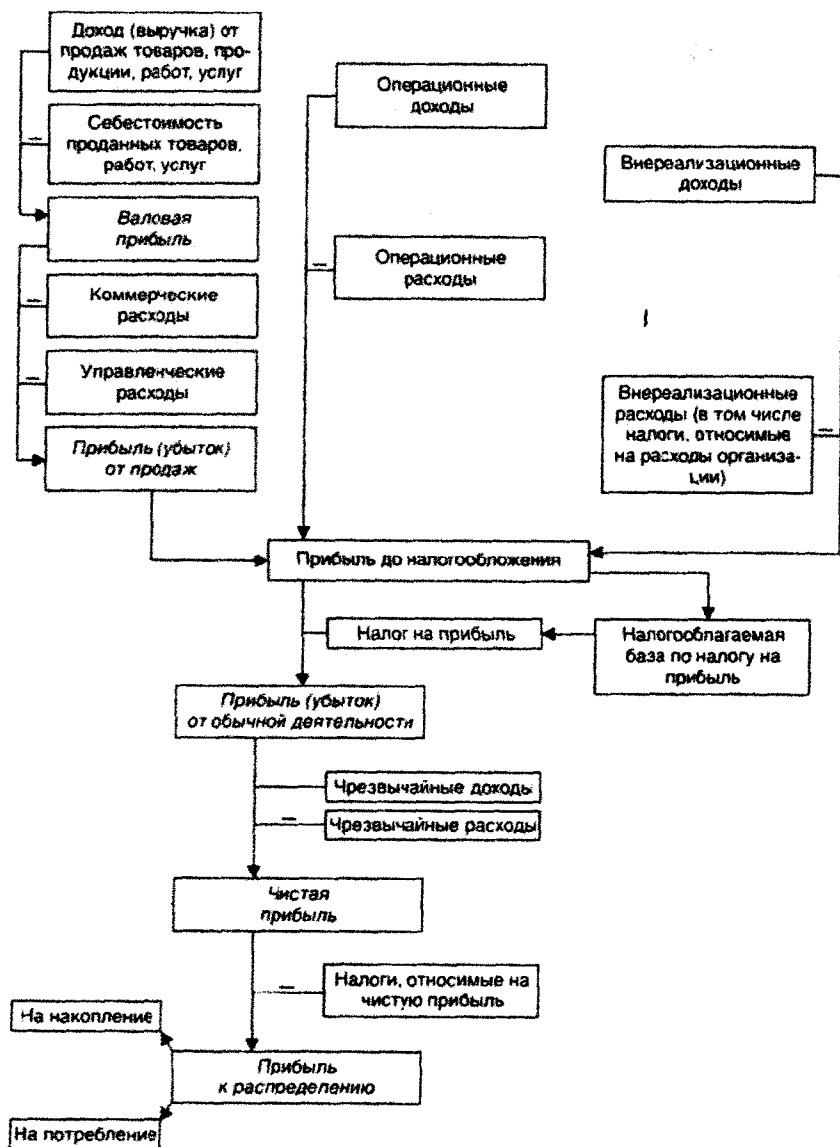 Доход (выручка) от
продаж товаров, про-
дукции, работ, услуг
Себестоимость
проданных товаров,
работ, услуг
Валовая
прибыль
Коммерческие
расходы
Управленческие
расходы
Прибыль (убыток)
от продаж
Операционные
доходы
Операционные
расходы
Внереализационные
доходы
Внереализационные
расходы (в том числе
налоги, относимые
на расходы организа-
ции)
Прибыль до налогообложения
Налог на прибыль
Налогооблагаемая
база по налогу на
прибыль
Прибыль (убыток)
от обычной деятельности
Чрезвычайные доходы
Чрезвычайные расходы
Чистая
прибыль
Налоги, относимые на
чистую прибыль
На накопление
Прибыль
к распределению
На потребление